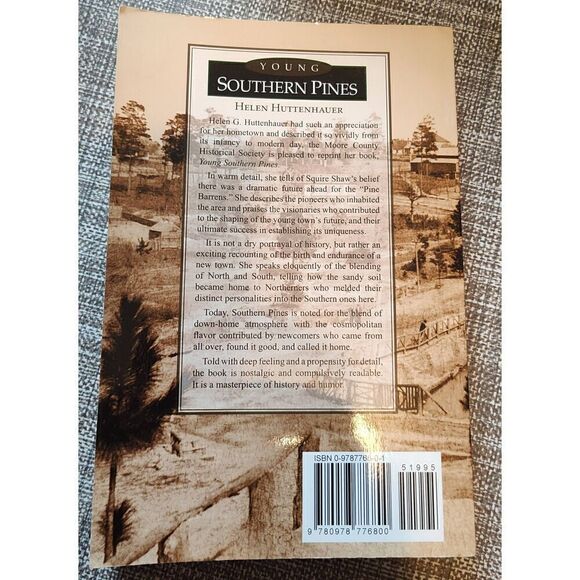 YOUNG
SOUTHERN PINES
HELEN HUTTENHAUER
Helen G. Huttenhauer had such an appreciation
for her hometown and described it so vividly from
its infancy to modern day, the Moore County
Historical Society is pleased to reprint her book,
Young Southern Pines.
In warm detail, she tells of Squire Shaw's belief
there was a dramatic future ahead for the "Pine
Barrens." She describes the pioneers who inhabited
the area and praises the visionaries who contributed
to the shaping of the young town's future, and their
ultimate success in establishing its uniqueness.
It is not a dry portrayal of history, but rather an
exciting recounting of the birth and endurance of a
new town. She speaks eloquently of the blending
of North and South, telling how the sandy soil
became home to Northerners who melded their
distinct personalities into the Southern ones here.
Today, Southern Pines is noted for the blend of
down-home atmosphere with the cosmopolitan
flavor contributed by newcomers who came from
all over, found it good, and called it home.
Told with deep feeling and a propensity for detail,
the book is nostalgic and compulsively readable.
It is a masterpiece of history and humor.
ISBN 0-9787768-0-1
51995
9 780978 776800